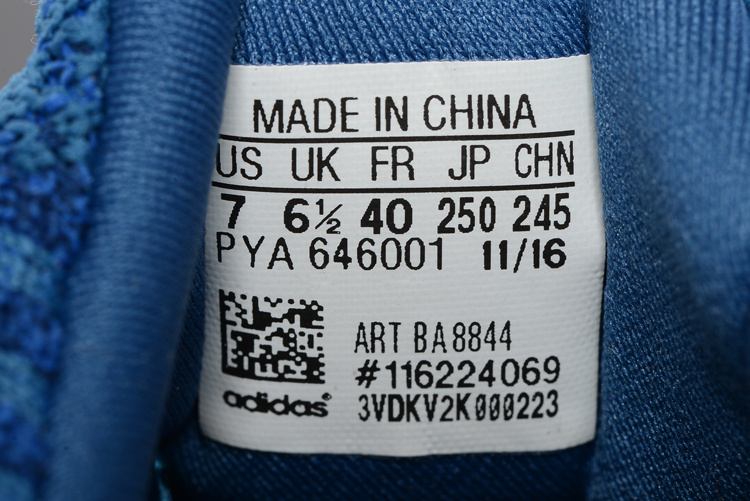 MADE IN CHINA
US UK FR JP CHN
7 6½ 40 250 245
PYA 646001 11/16
ART BA8844
#116224069
adidas®
3VDKV2K000223